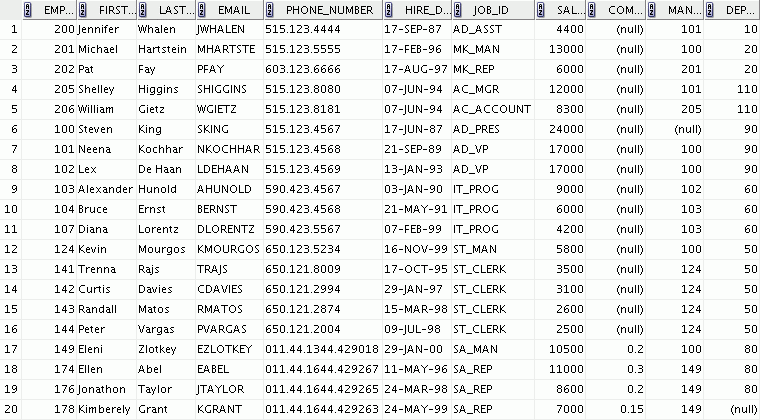 EMP... FIRST... LAST... EMAIL PHONE_NUMBER HIRE_D... JOB_ID SAL... COM... MAN... DEP...
1 200 Jennifer Whalen JWHALEN 515.123.4444 17-SEP-87 AD_ASST 4400 (null) 101 10
2 201 Michael Hartstein MHARTSTE 515.123.5555 17-FEB-96 MK_MAN 13000 (null) 100 20
3 202 Pat Fay PFAY 603.123.6666 17-AUG-97 MK_REP 6000 (null) 201 20
4 205 Shelley Higgins SHIGGINS 515.123.8080 07-JUN-94 AC_MGR 12000 (null) 101 110
5 206 William Gietz WGIETZ 515.123.8181 07-JUN-94 AC_ACCOUNT 8300 (null) 205 110
6 100 Steven King SKING 515.123.4567 17-JUN-87 AD_PRES 24000 (null) (null) 90
7 101 Neena Kochhar NKOCHHAR 515.123.4568 21-SEP-89 AD_VP 17000 (null) 100 90
8 102 Lex De Haan LDEHAAN 515.123.4569 13-JAN-93 AD_VP 17000 (null) 100 90
9 103 Alexander Hunold AHUNOLD 590.423.4567 03-JAN-90 IT_PROG 9000 (null) 102 60
10 104 Bruce Ernst BERNST 590.423.4568 21-MAY-91 IT_PROG 6000 (null) 103 60
11 107 Diana Lorentz DLORENTZ 590.423.5567 07-FEB-99 IT_PROG 4200 (null) 103 60
12 124 Kevin Mourgos KMOURGOS 650.123.5234 16-NOV-99 ST_MAN 5800 (null) 100 50
13 141 Trenna Rajs TRAJS 650.121.8009 17-OCT-95 ST_CLERK 3500 (null) 124 50
14 142 Curtis Davies CDAVIES 650.121.2994 29-JAN-97 ST_CLERK 3100 (null) 124 50
15 143 Randall Matos RMATOS 650.121.2874 15-MAR-98 ST_CLERK 2600 (null) 124 50
16 144 Peter Vargas PVARGAS 650.121.2004 09-JUL-98 ST_CLERK 2500 (null) 124 50
17 149 Eleni Zlotkey EZLOTKEY 011.44.1344.429018 29-JAN-00 SA_MAN 10500 0.2 100 80
18 174 Ellen Abel EABEL 011.44.1644.429267 11-MAY-96 SA_REP 11000 0.3 149 80
19 176 Jonathon Taylor JTAYLOR 011.44.1644.429265 24-MAR-98 SA_REP 8600 0.2 149 80
20 178 Kimberely Grant KGRANT 011.44.1644.429263 24-MAY-99 SA_REP 7000 0.15 149 (null)